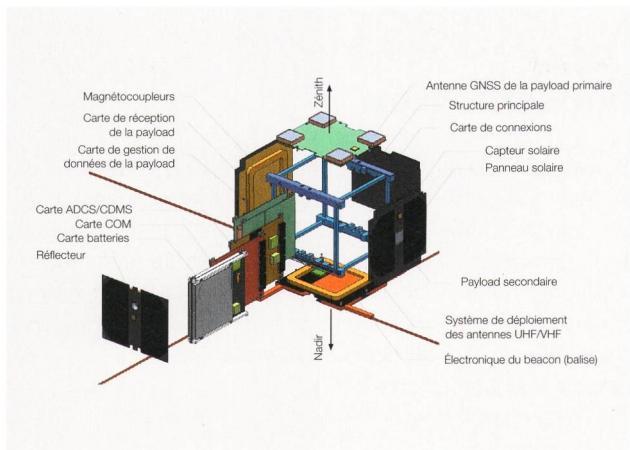 Zénith
Magnétocoupleurs
Carte de réception
de la payload
Carte de gestion de
données de la payload
Carte ADCS/CDMS
Carte COM
Carte batteries
Réflecteur
Antenne GNSS de la payload primaire
Structure principale
Carte de connexions
Capteur solaire
Panneau solaire
Payload secondaire
Système de déploiement
des antennes UHF/VHF
Électronique du beacon (balise)
Nadir